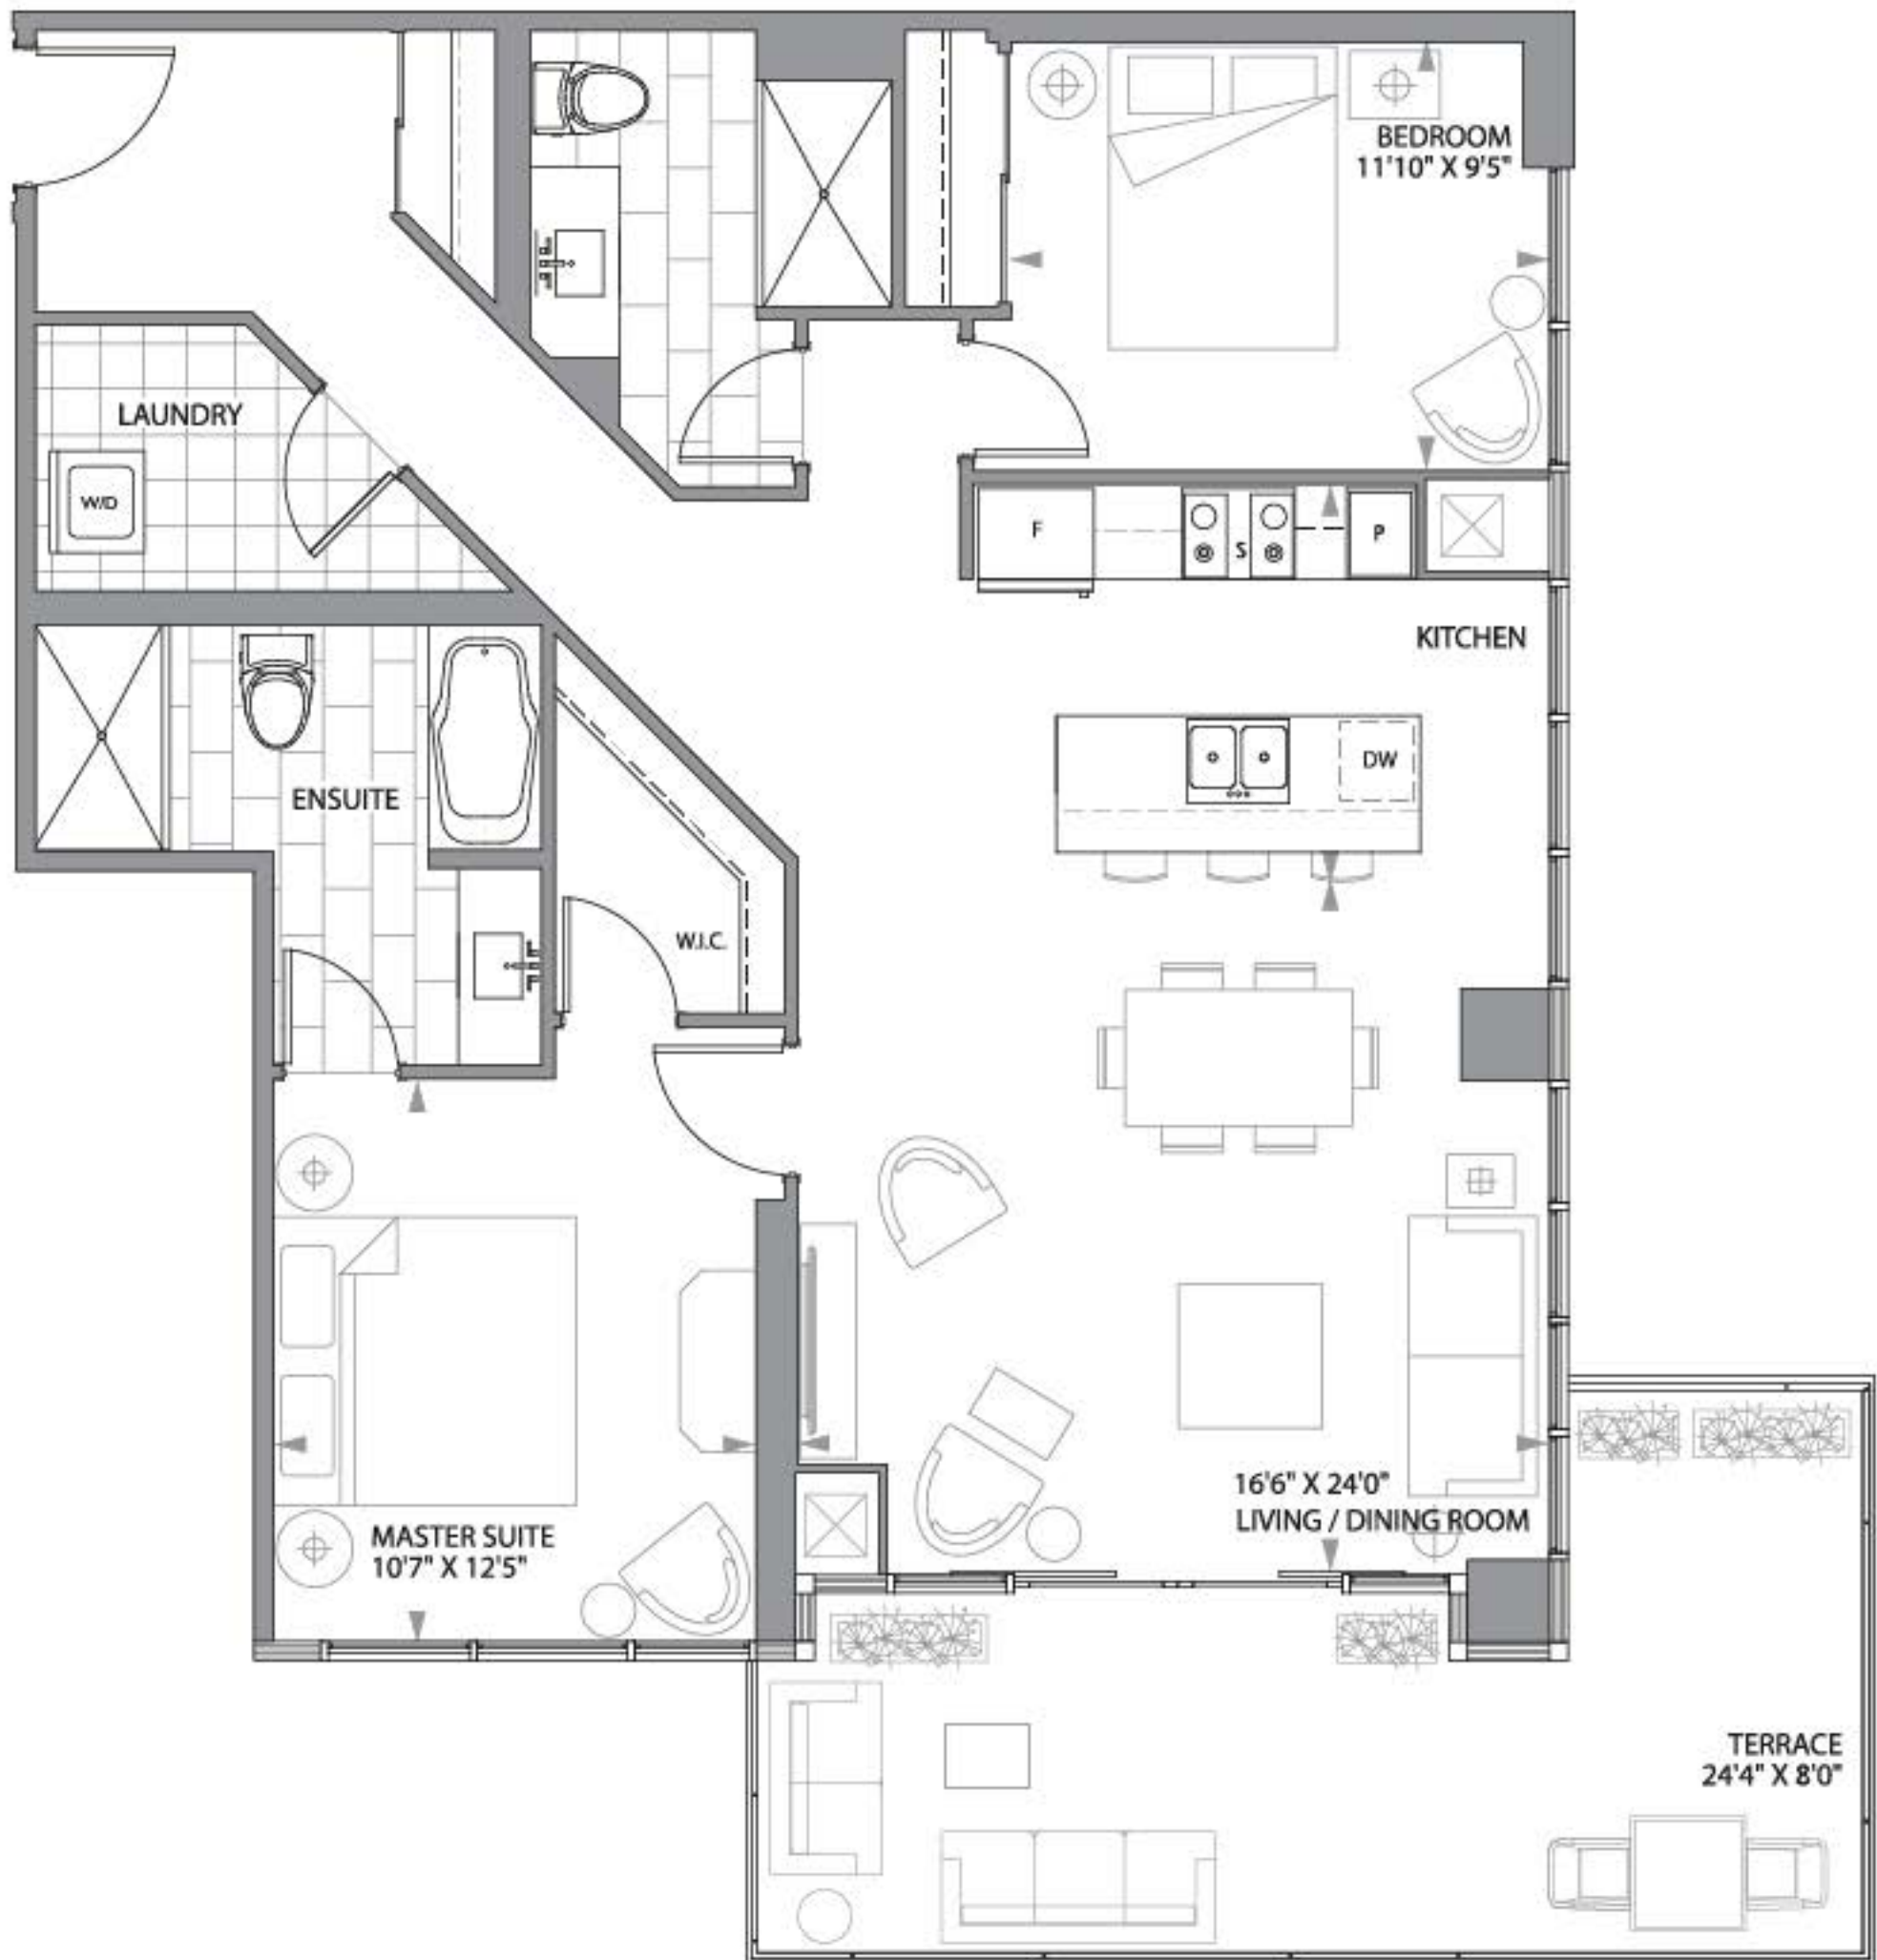 BEDROOM
11'10" X 9'5"
LAUNDRY
W/D
F
S
P
KITCHEN
DW
ENSUITE
W.I.C.
16'6" X 24'0"
LIVING / DINING ROOM
MASTER SUITE
10'7" X 12'5"
TERRACE
24'4" X 8'0"